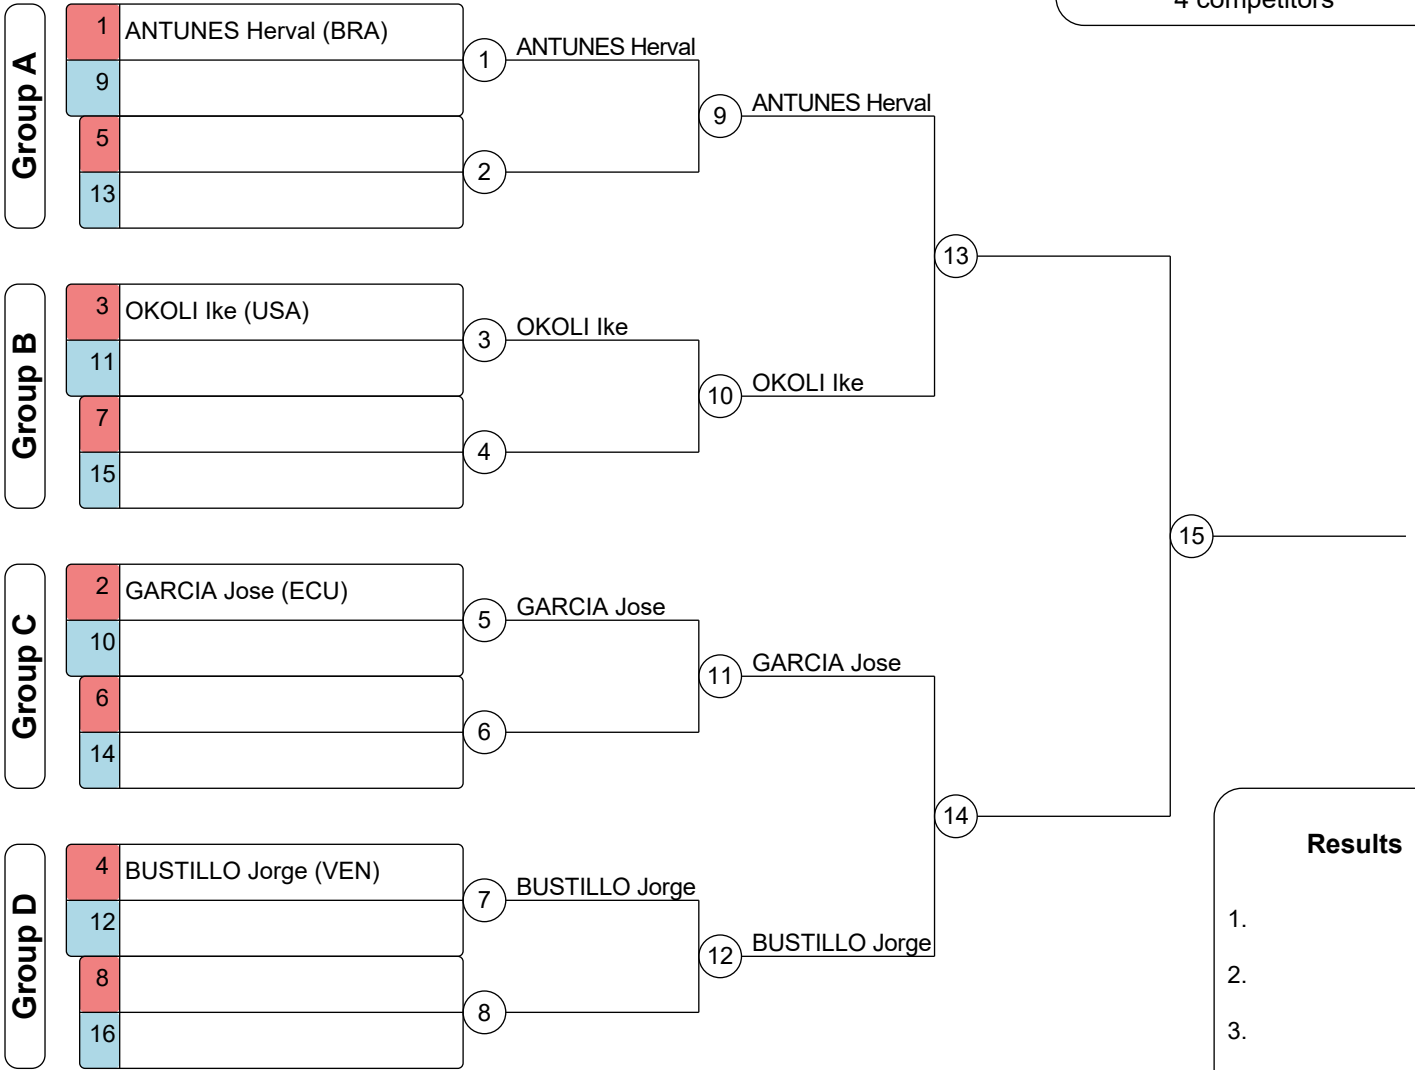 4 competitors
Group A
1 ANTUNES Herval (BRA)
9
5
13
1 ANTUNES Herval
2
9 ANTUNES Herval
13
Group B
3 OKOLI Ike (USA)
11
7
15
3 OKOLI Ike
4
10 OKOLI Ike
15
Group C
2 GARCIA Jose (ECU)
10
6
14
5 GARCIA Jose
6
11 GARCIA Jose
14
Group D
4 BUSTILLO Jorge (VEN)
12
8
16
7 BUSTILLO Jorge
8
12 BUSTILLO Jorge
Results
1.
2.
3.